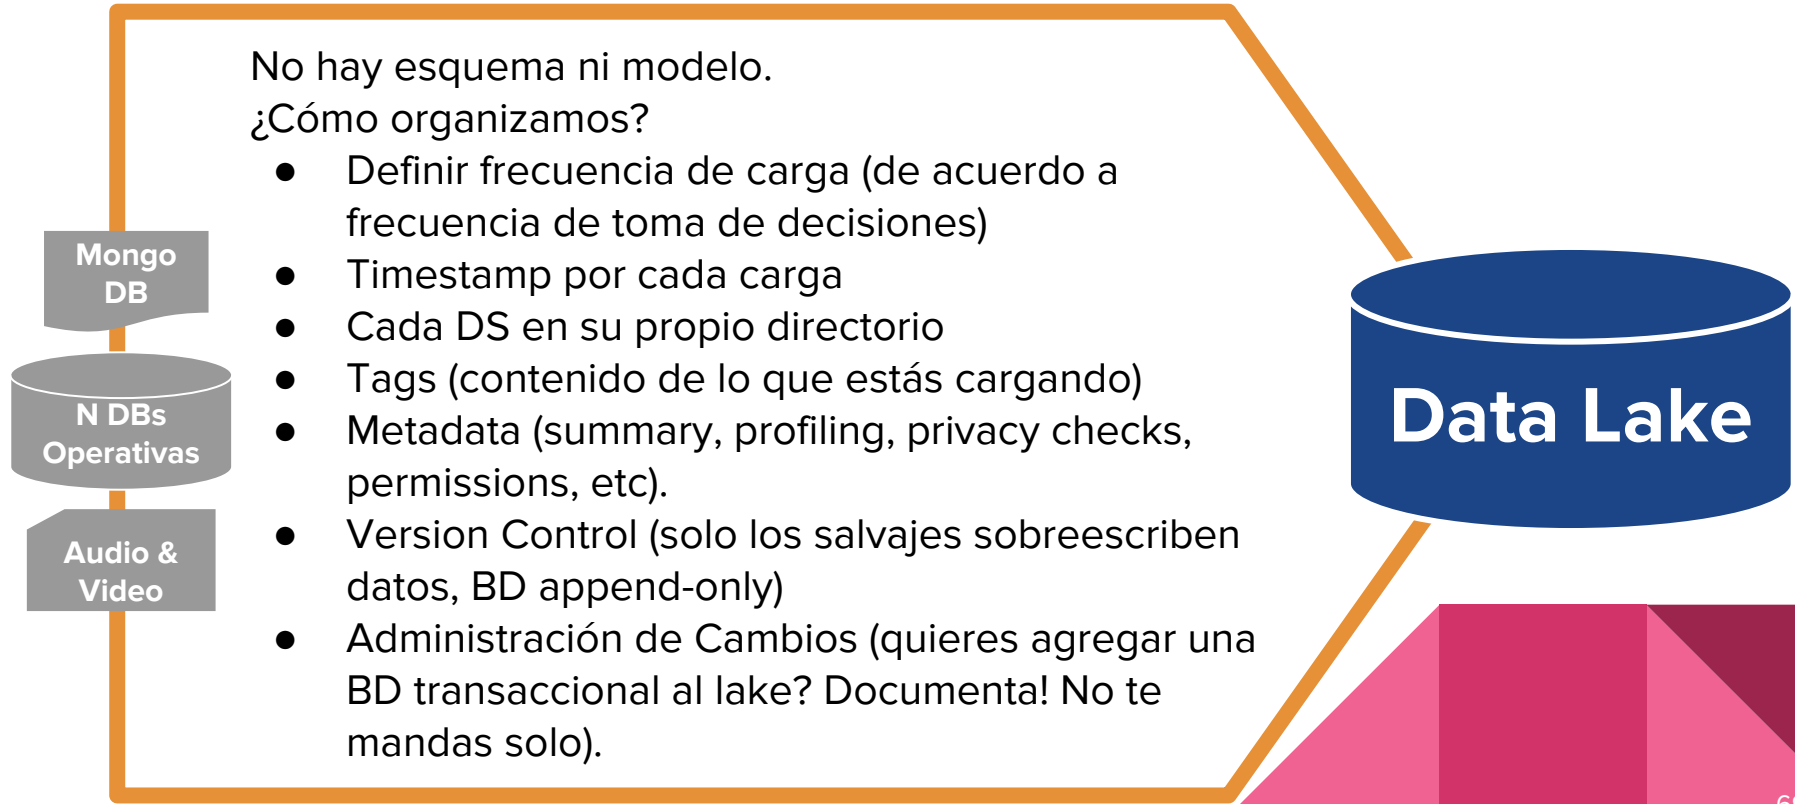 No hay esquema ni modelo.
¿Cómo organizamos?
● Definir frecuencia de carga (de acuerdo a
frecuencia de toma de decisiones)
● Timestamp por cada carga
● Cada DS en su propio directorio
● Tags (contenido de lo que estás cargando)
● Metadata (summary, profiling, privacy checks,
permissions, etc).
● Version Control (solo los salvajes sobreescriben
datos, BD append-only)
● Administración de Cambios (quieres agregar una
BD transaccional al lake? Documenta! No te
mandas solo).
Mongo
DB
N DBs
Operativas
Audio &
Video
Data Lake